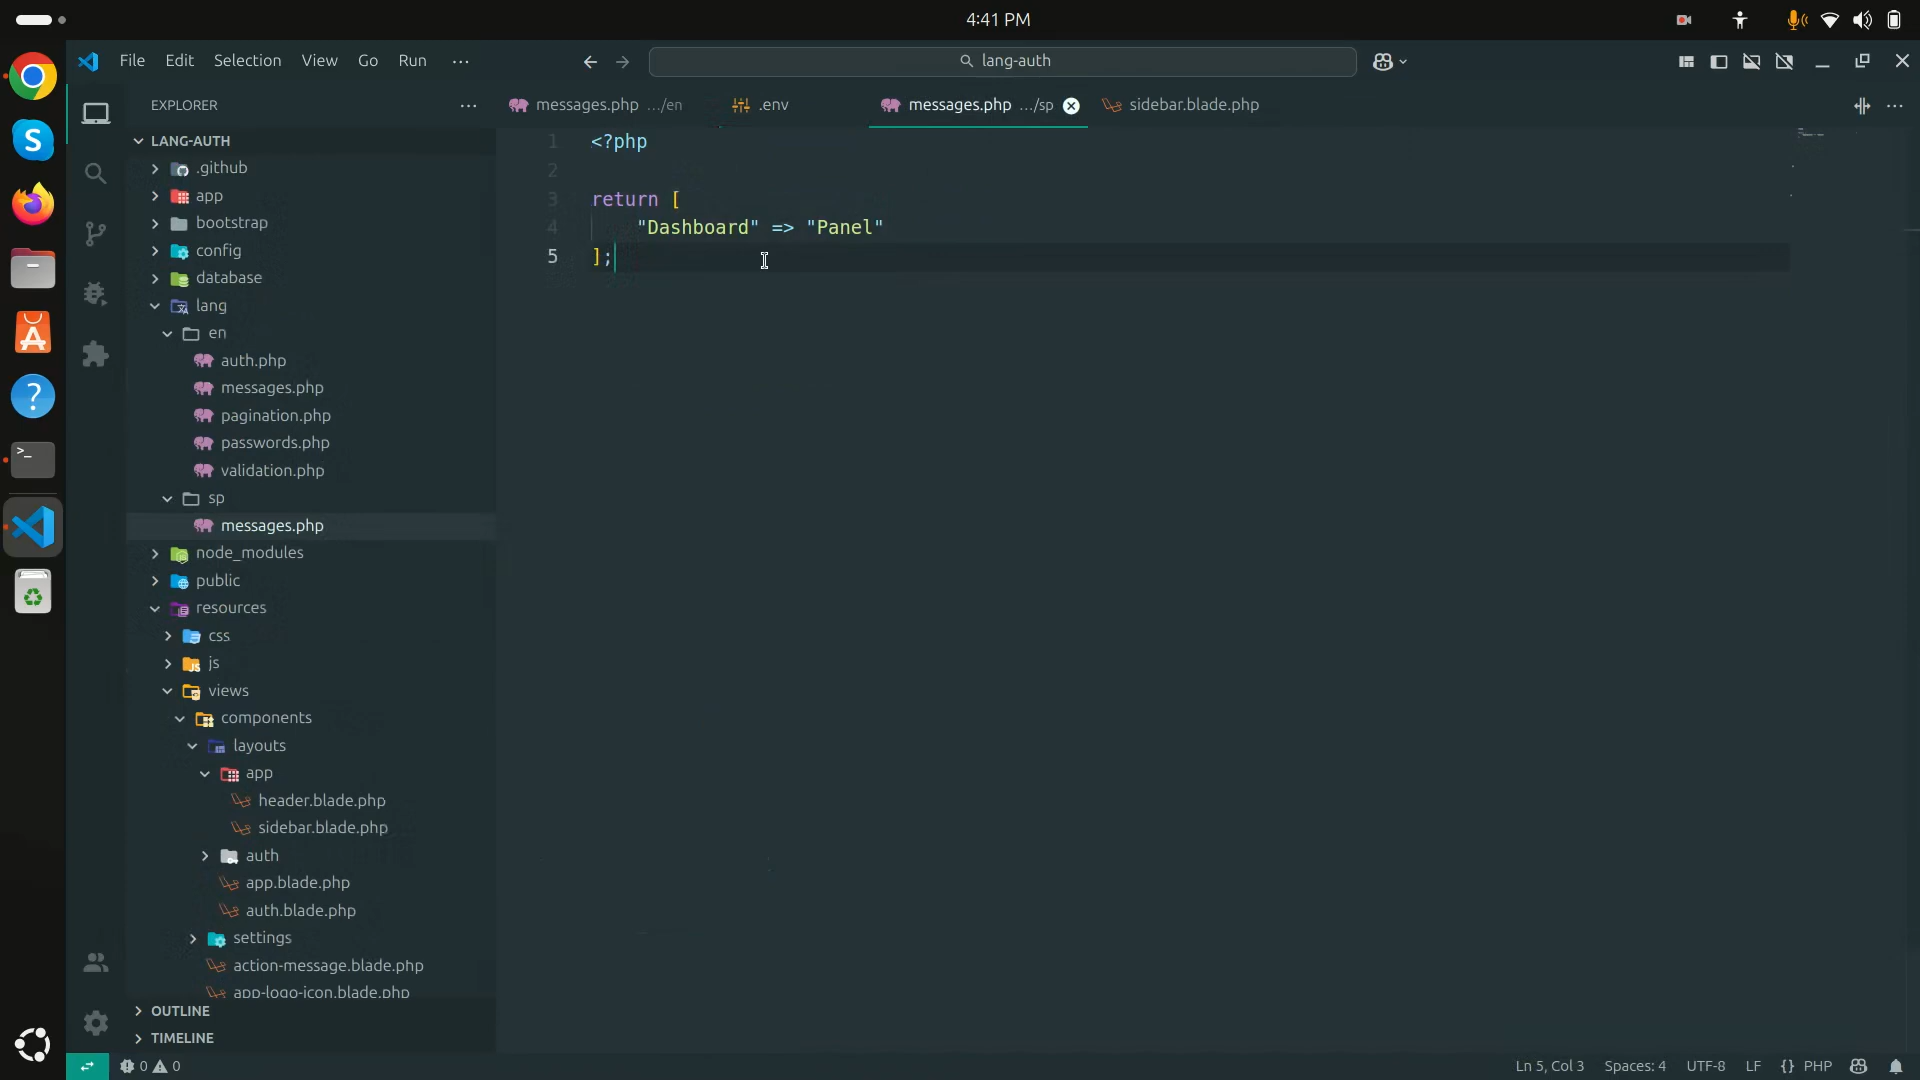 4:41 PM
File Edit Selection View Go Run ···
lang-auth
EXPLORER ···
messages.php .../en
.env
messages.php .../sp
sidebar.blade.php
LANG-AUTH
.github
app
bootstrap
config
database
lang
en
auth.php
messages.php
pagination.php
passwords.php
validation.php
sp
messages.php
node_modules
public
resources
css
js
views
components
layouts
app
header.blade.php
sidebar.blade.php
auth
app.blade.php
auth.blade.php
settings
action-message.blade.php
app-logo-icon.blade.php
OUTLINE
TIMELINE
1 <?php
2
3 return [
4 "Dashboard" => "Panel"
5 ];
0 0
Ln 5, Col 3 Spaces: 4 UTF-8 LF {} PHP